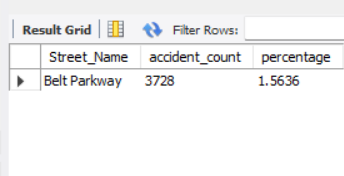 Result Grid Filter Rows:
Street_Name accident_count percentage
Belt Parkway 3728 1.5636